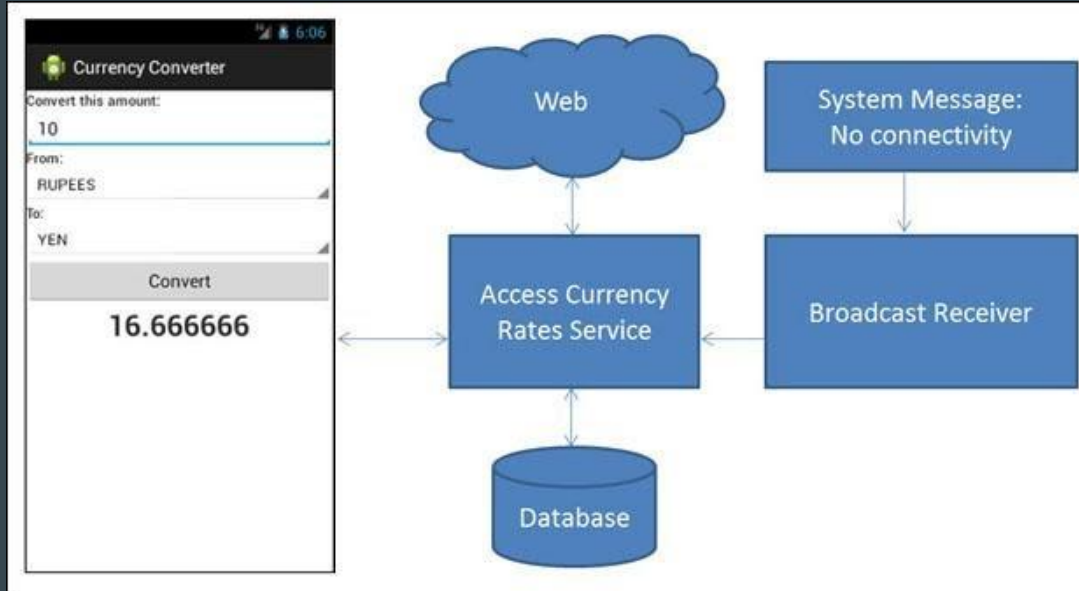 6:06
Currency Converter
Convert this amount:
10
From:
RUPEES
To:
YEN
Convert
16.666666
Web
System Message:
No connectivity
Access Currency
Rates Service
Broadcast Receiver
Database